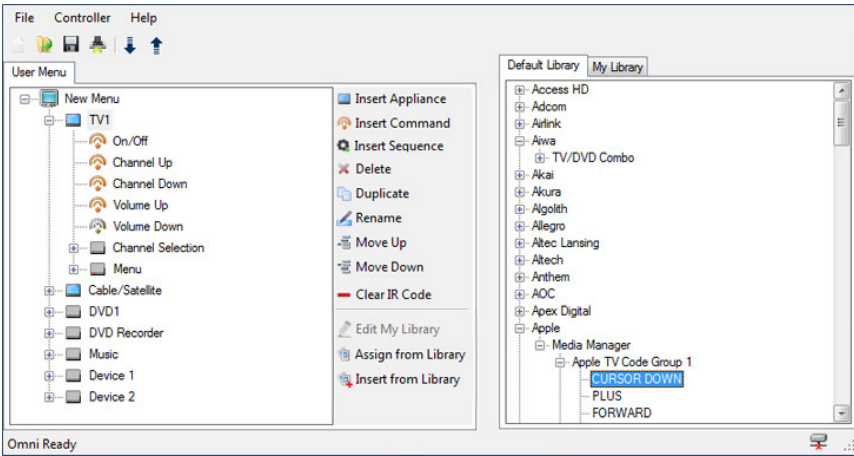 File Controller Help
User Menu
New Menu
TV1
On/Off
Channel Up
Channel Down
Volume Up
Volume Down
Channel Selection
Menu
Cable/Satellite
DVD1
DVD Recorder
Music
Device 1
Device 2
Insert Appliance
Insert Command
Insert Sequence
Delete
Duplicate
Rename
Move Up
Move Down
Clear IR Code
Edit My Library
Assign from Library
Insert from Library
Default Library My Library
Access HD
Adcom
Airlink
Aiwa
TV/DVD Combo
Akai
Akura
Algolith
Allegro
Altec Lansing
Altech
Anthem
AOC
Apex Digital
Apple
Media Manager
Apple TV Code Group 1
CURSOR DOWN
PLUS
FORWARD
Omni Ready